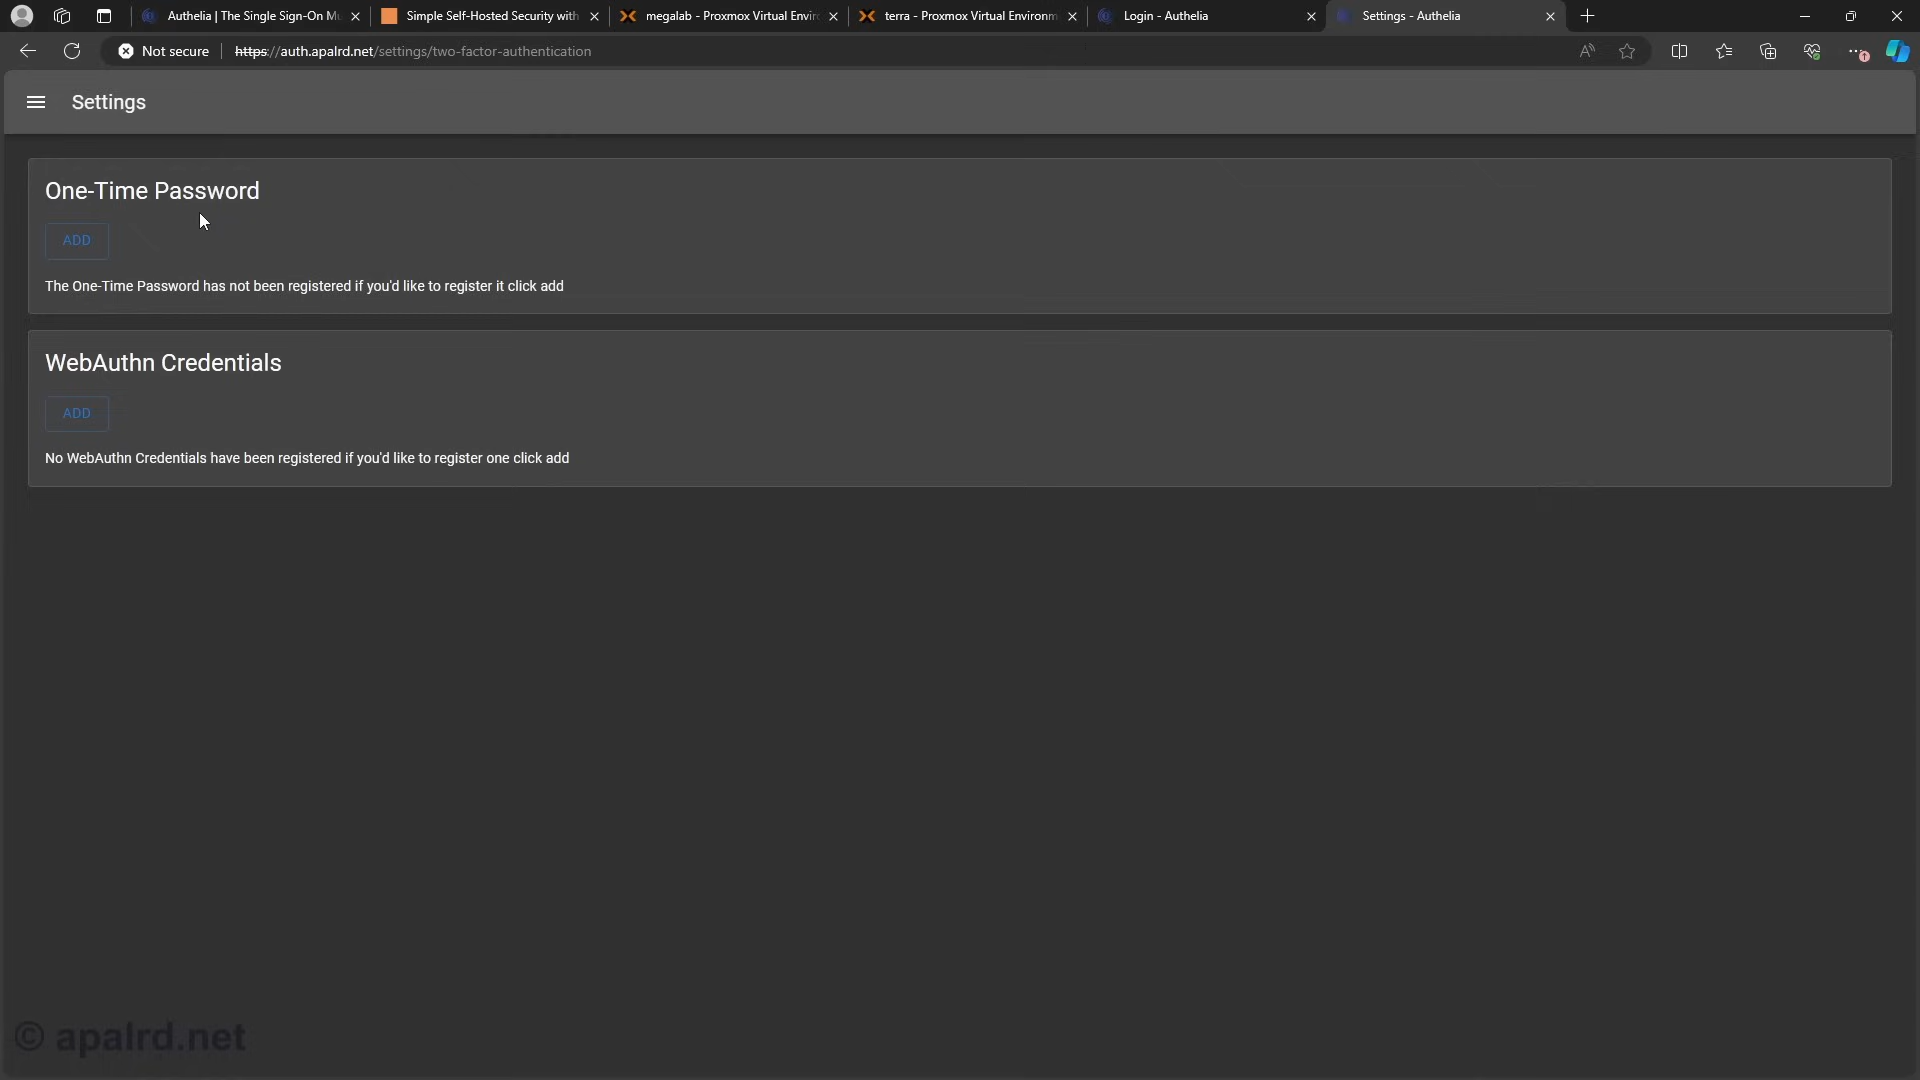 Authelia | The Single Sign-On Mu
Simple Self-Hosted Security with
megalab - Proxmox Virtual Enviro
terra - Proxmox Virtual Environm
Login - Authelia
Settings - Authelia
Not secure
https://auth.apalrd.net/settings/two-factor-authentication
Settings
One-Time Password
ADD
The One-Time Password has not been registered if you'd like to register it click add
WebAuthn Credentials
ADD
No WebAuthn Credentials have been registered if you'd like to register one click add
© apalrd.net